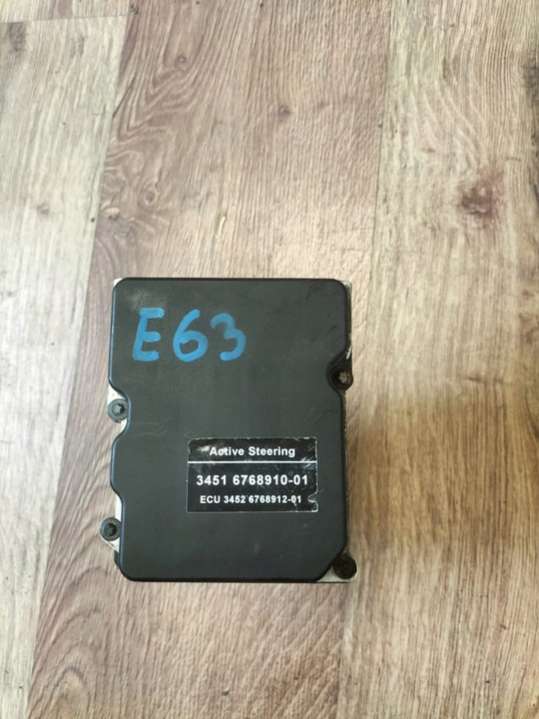 E63
Active Steering
3451 6768910-01
ECU 3452 6768912-01